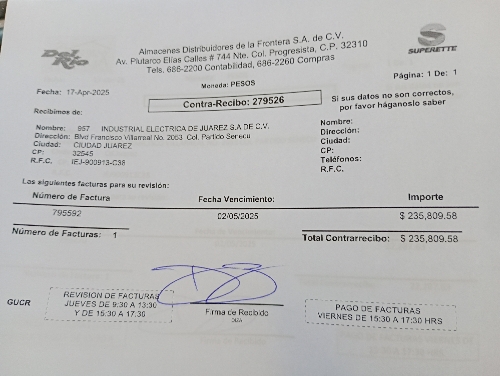 Del Rio
Almacenes Distribuidores de la Frontera S.A. de C.V.
Av. Plutarco Elías Calles # 744 Nte. Col. Progresista, C.P. 32310
Tels. 686-2200 Contabilidad, 686-2260 Compras
S
SUPERETTE
Moneda: PESOS
Página: 1 De: 1
Fecha: 17-Apr-2025
Contra-Recibo: 279526
Si sus datos no son correctos,
por favor háganoslo saber
Recibimos de:
Nombre: 957 INDUSTRIAL ELECTRICA DE JUAREZ S.A DE C.V.
Dirección: Blvd Francisco Villarreal No. 2053 Col. Partido Senecu
Ciudad: CIUDAD JUAREZ
CP: 32545
R.F.C. IEJ-900913-C38
Nombre:
Dirección:
Ciudad:
CP:
Teléfonos:
R.F.C.
Las siguientes facturas para su revisión:
Número de Factura Fecha Vencimiento: Importe
795592 02/05/2025 $ 235,809.58
Número de Facturas: 1 Total Contrarrecibo: $ 235,809.58
GUCR
REVISION DE FACTURAS
JUEVES DE 9:30 A 13:30
Y DE 15:30 A 17:30
Firma de Recibido
PAGO DE FACTURAS
VIERNES DE 15:30 A 17:30 HRS